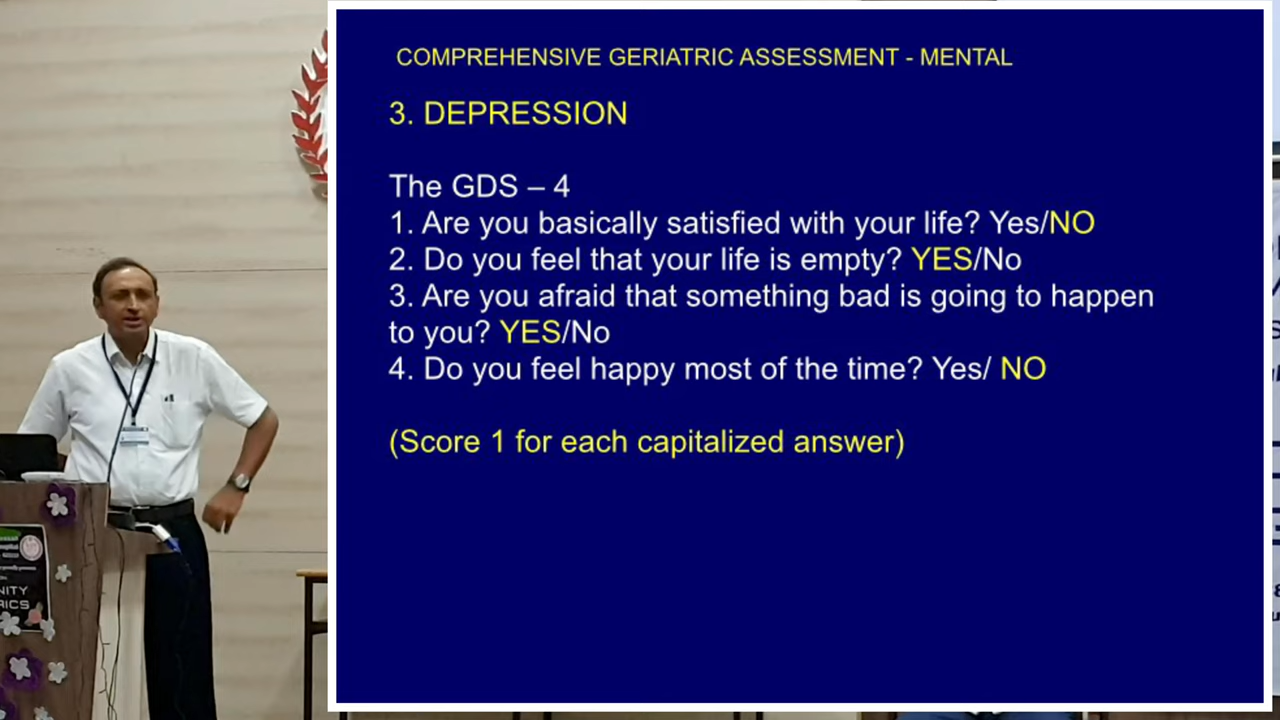 COMPREHENSIVE GERIATRIC ASSESSMENT - MENTAL
3. DEPRESSION
The GDS – 4
1. Are you basically satisfied with your life? Yes/NO
2. Do you feel that your life is empty? YES/No
3. Are you afraid that something bad is going to happen
to you? YES/No
4. Do you feel happy most of the time? Yes/ NO
(Score 1 for each capitalized answer)
NITY
RICS